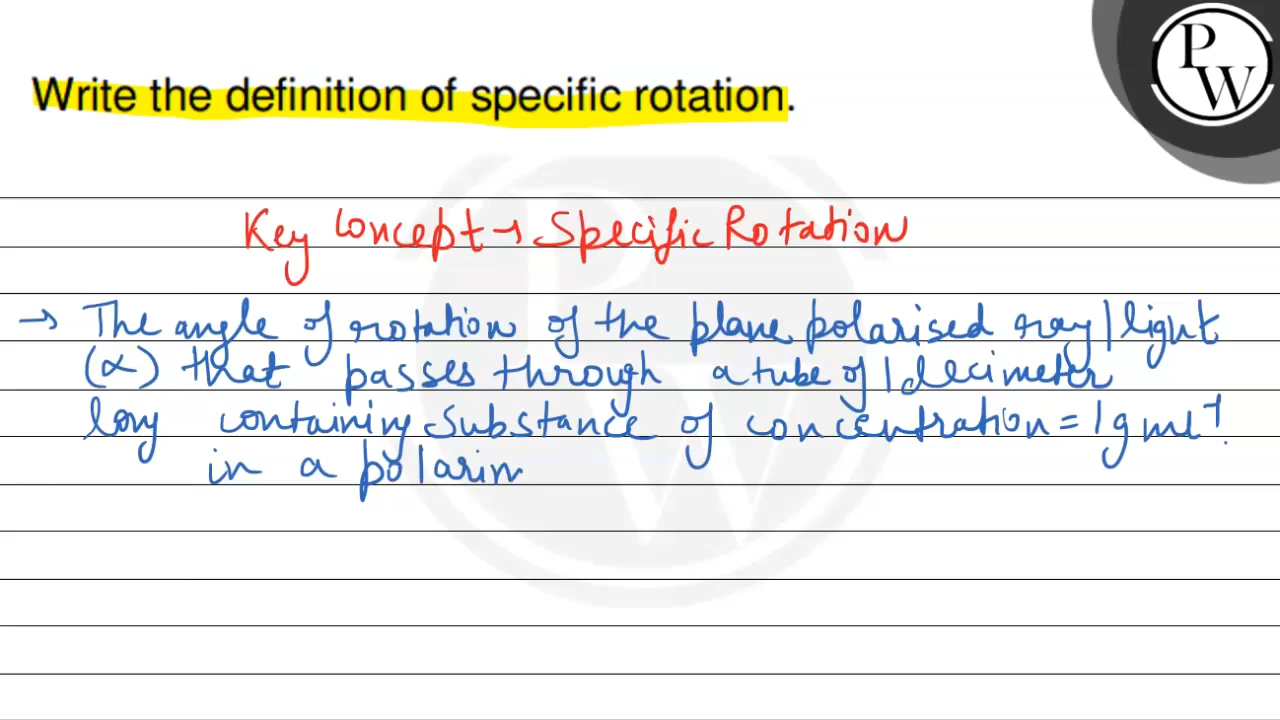 Write the definition of specific rotation.
P
W
Key Concept → Specific Rotation
→ The angle of rotation of the plane polarised ray/light
(α) that passes through a tube of 1 decimeter
long containing substance of concentration = 1 g ml⁻¹.
in a polarim